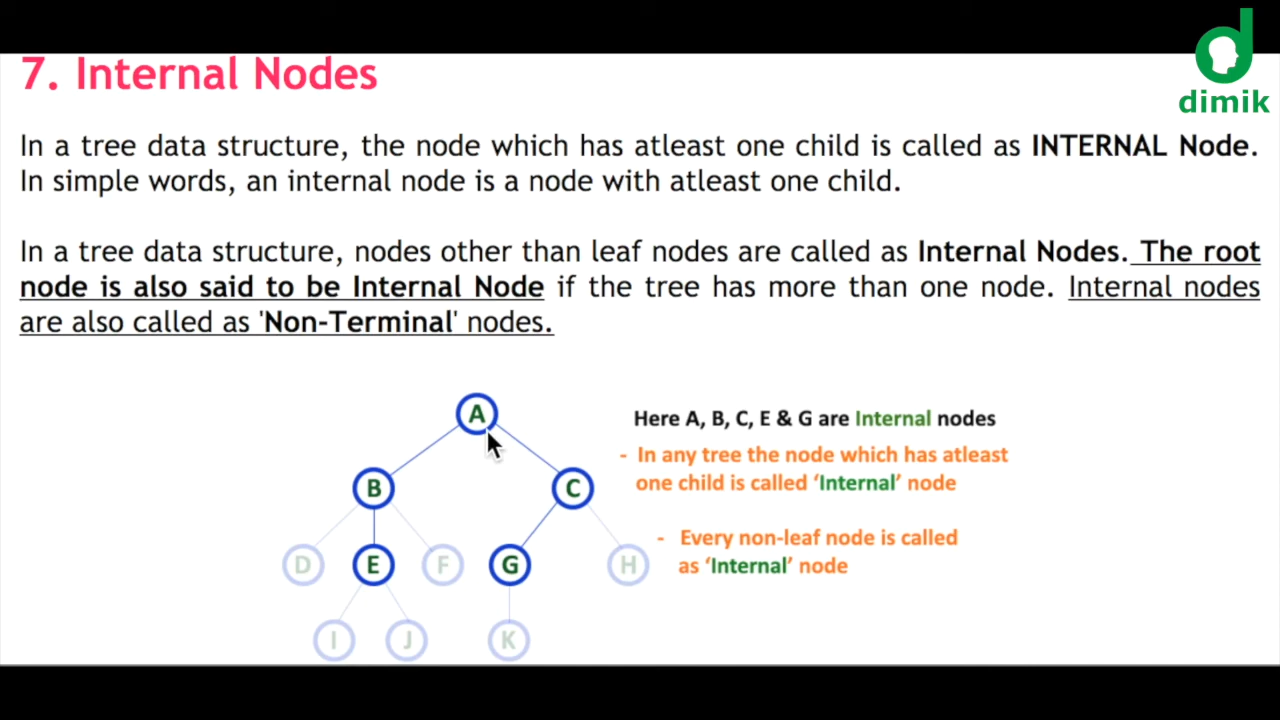 dimik
7. Internal Nodes
In a tree data structure, the node which has atleast one child is called as INTERNAL Node.
In simple words, an internal node is a node with atleast one child.
In a tree data structure, nodes other than leaf nodes are called as Internal Nodes. The root
node is also said to be Internal Node if the tree has more than one node. Internal nodes
are also called as 'Non-Terminal' nodes.
A
Here A, B, C, E & G are Internal nodes
- In any tree the node which has atleast
one child is called ‘Internal’ node
B
C
- Every non-leaf node is called
as ‘Internal’ node
D
E
F
G
H
I
J
K